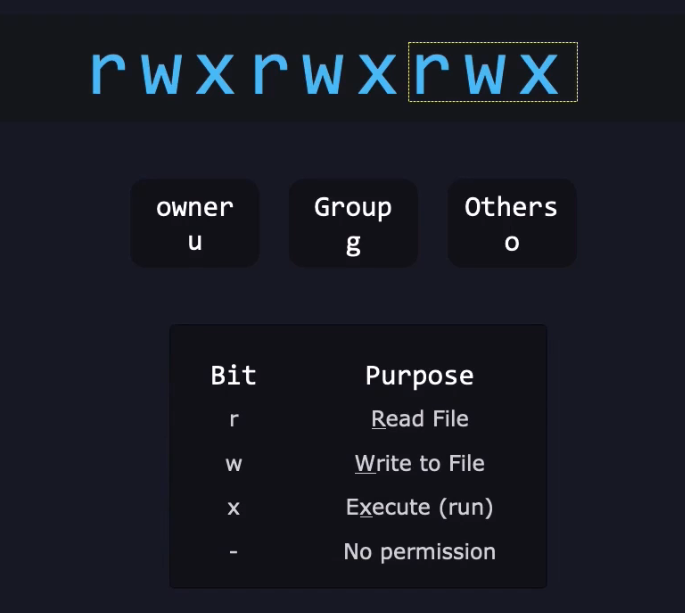 rwxrwxrwx
owner Group Others
u g o
Bit Purpose
r Read File
w Write to File
x Execute (run)
- No permission